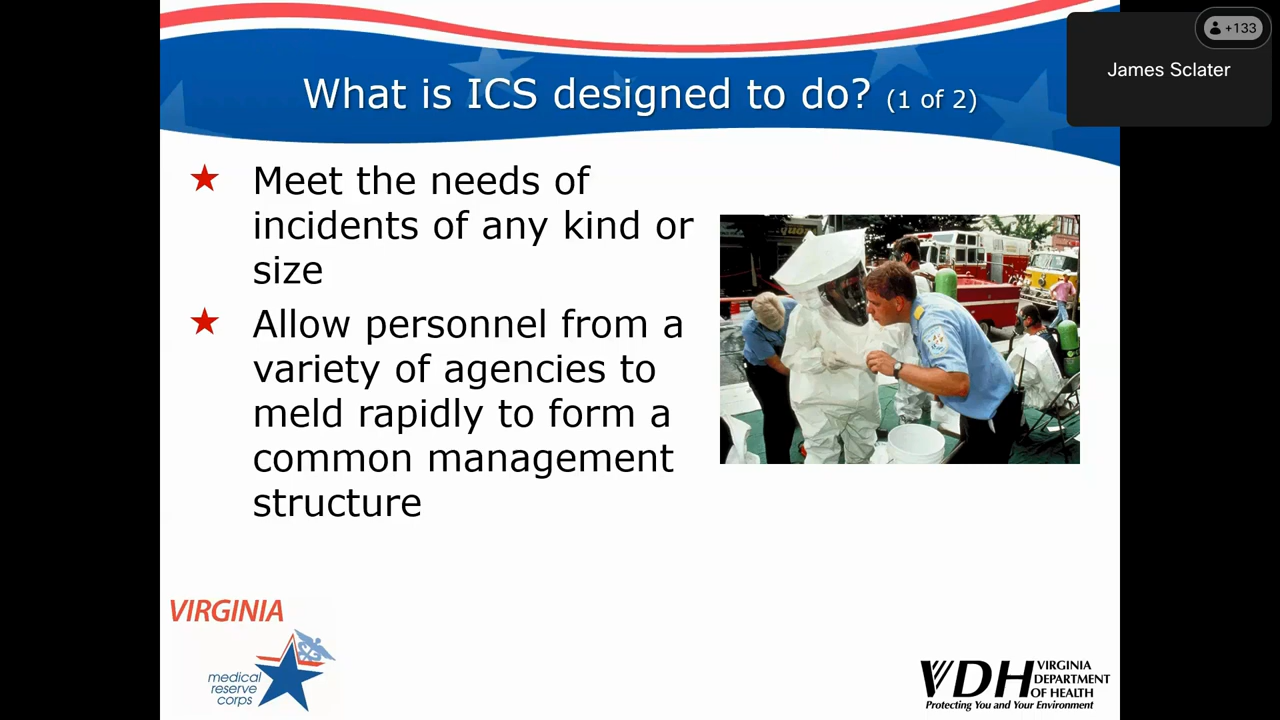 What is ICS designed to do? (1 of 2)
+133
James Sclater
Meet the needs of
incidents of any kind or
size
Allow personnel from a
variety of agencies to
meld rapidly to form a
common management
structure
VIRGINIA
medical
reserve
corps
VDH VIRGINIA
DEPARTMENT
OF HEALTH
Protecting You and Your Environment